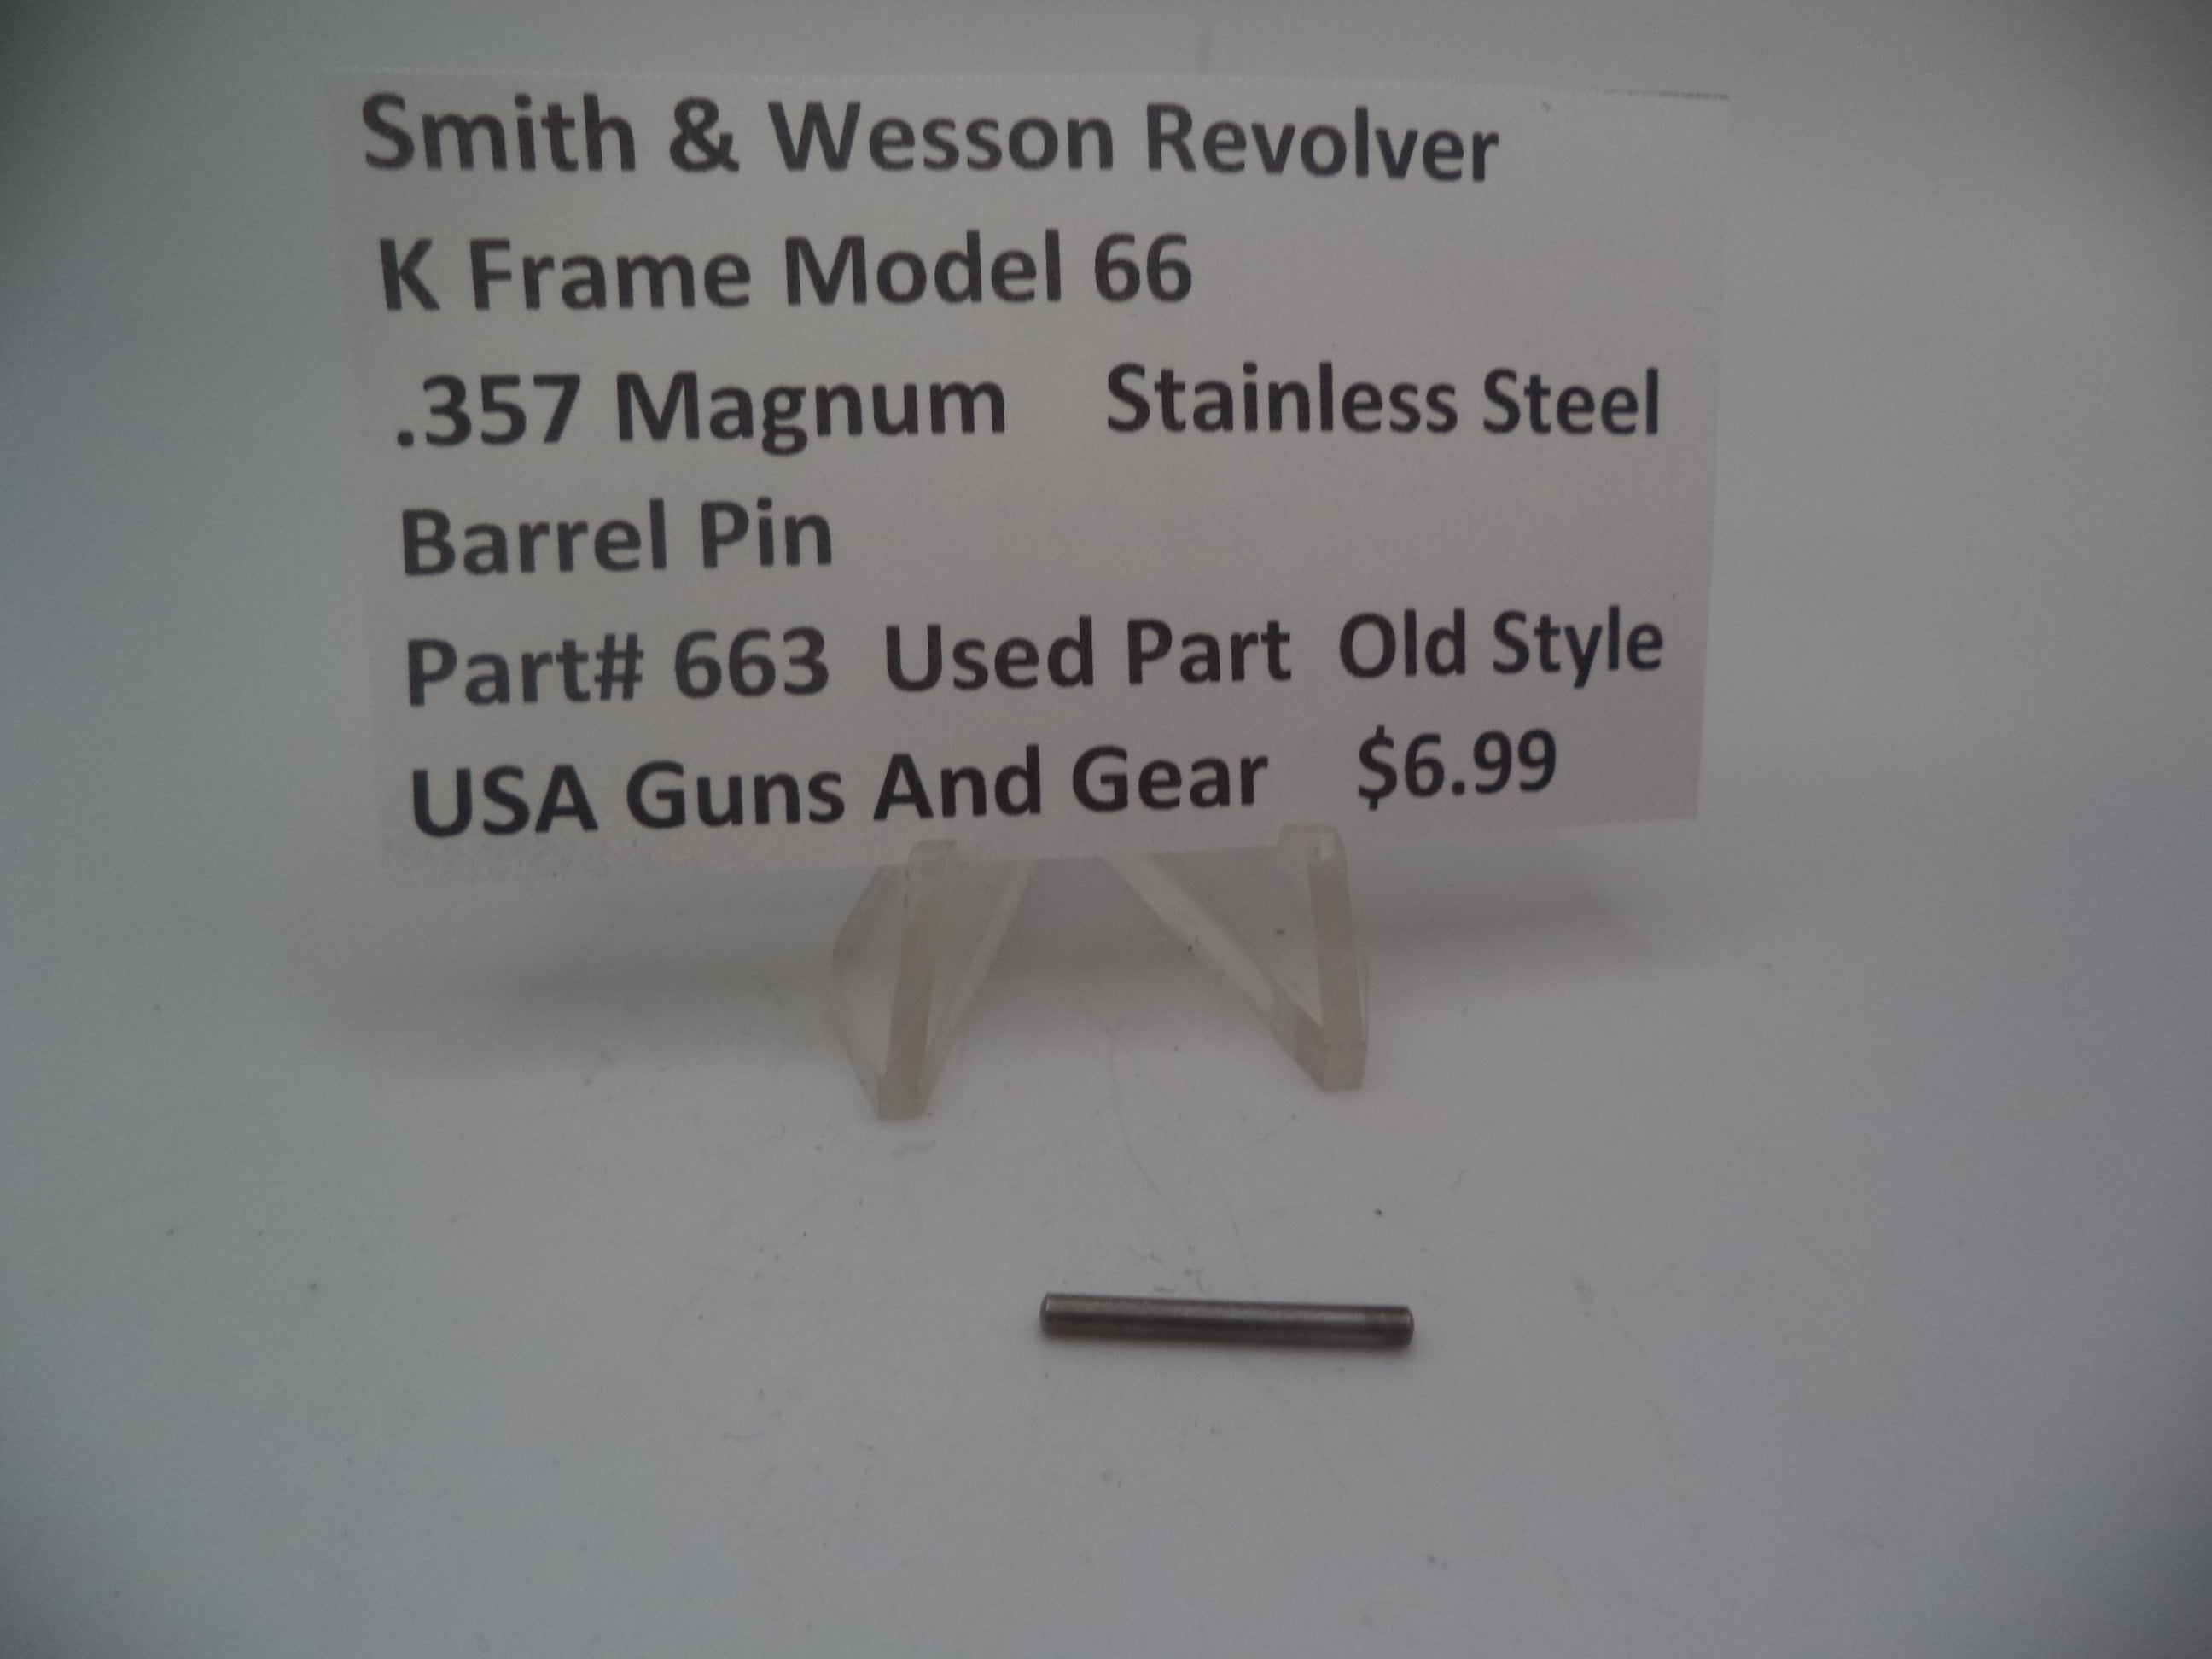 Smith & Wesson Revolver
K Frame Model 66
.357 Magnum Stainless Steel
Barrel Pin
Part# 663 Used Part Old Style
USA Guns And Gear $6.99